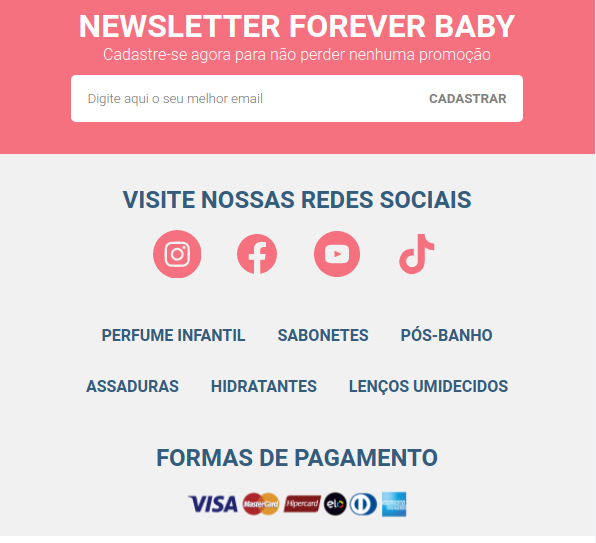 NEWSLETTER FOREVER BABY
Cadastre-se agora para não perder nenhuma promoção
Digite aqui o seu melhor email CADASTRAR
VISITE NOSSAS REDES SOCIAIS
PERFUME INFANTIL SABONETES PÓS-BANHO
ASSADURAS HIDRATANTES LENÇOS UMIDECIDOS
FORMAS DE PAGAMENTO
VISA MasterCard Hipercard elo